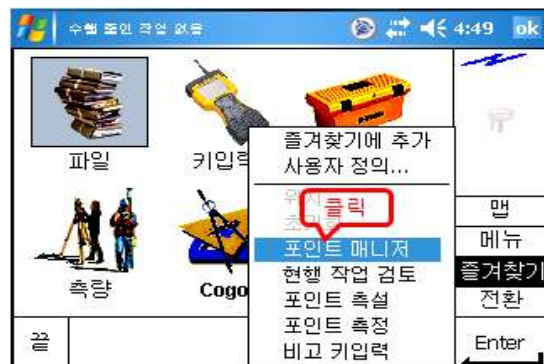 수행 중인 작업 없음
4:49
ok
파일
키입력
즐겨찾기에 추가
사용자 정의...
클릭
포인트 매니저
현행 작업 검토
포인트 측설
포인트 측정
비고 키입력
측량
Cogo
맵
메뉴
즐겨찾기
전환
끝
Enter